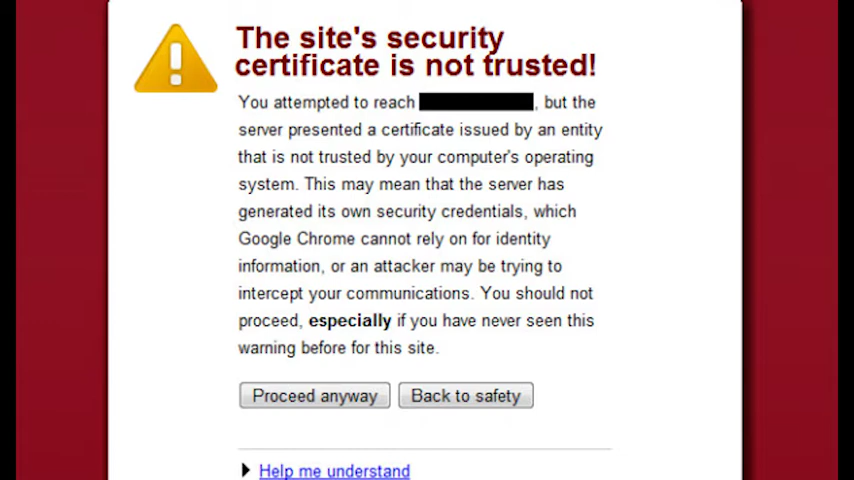 The site's security
certificate is not trusted!
You attempted to reach , but the
server presented a certificate issued by an entity
that is not trusted by your computer's operating
system. This may mean that the server has
generated its own security credentials, which
Google Chrome cannot rely on for identity
information, or an attacker may be trying to
intercept your communications. You should not
proceed, especially if you have never seen this
warning before for this site.
Proceed anyway Back to safety
Help me understand